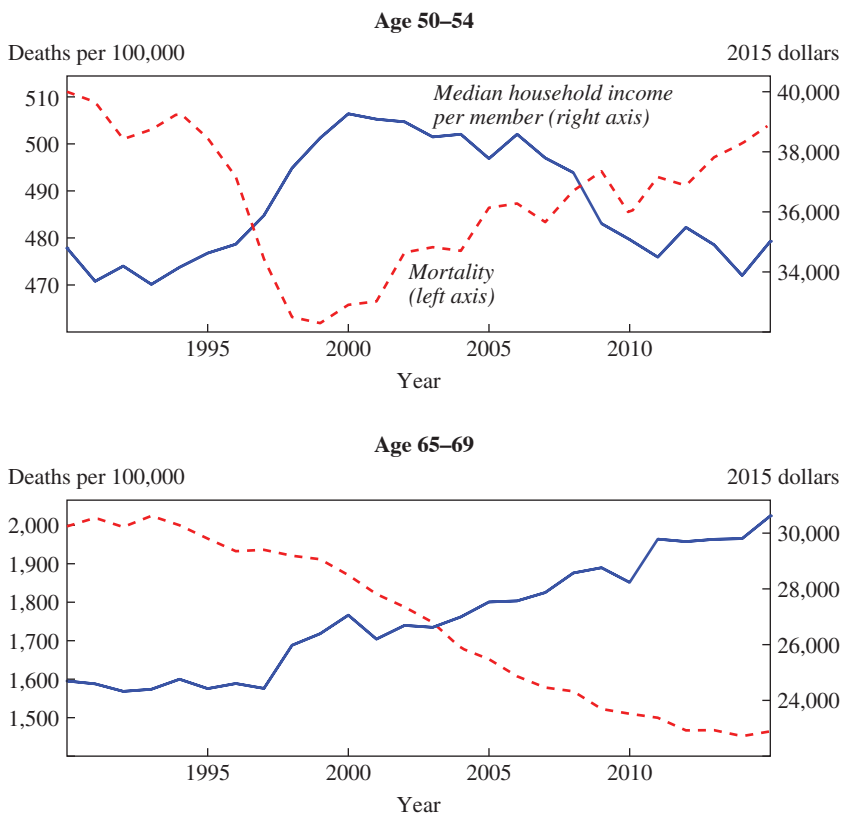 Age 50–54
Deaths per 100,000
2015 dollars
510
500
490
480
470
40,000
38,000
36,000
34,000
Median household income
per member (right axis)
Mortality
(left axis)
1995
2000
2005
2010
Year
Age 65–69
Deaths per 100,000
2015 dollars
2,000
1,900
1,800
1,700
1,600
1,500
30,000
28,000
26,000
24,000
1995
2000
2005
2010
Year